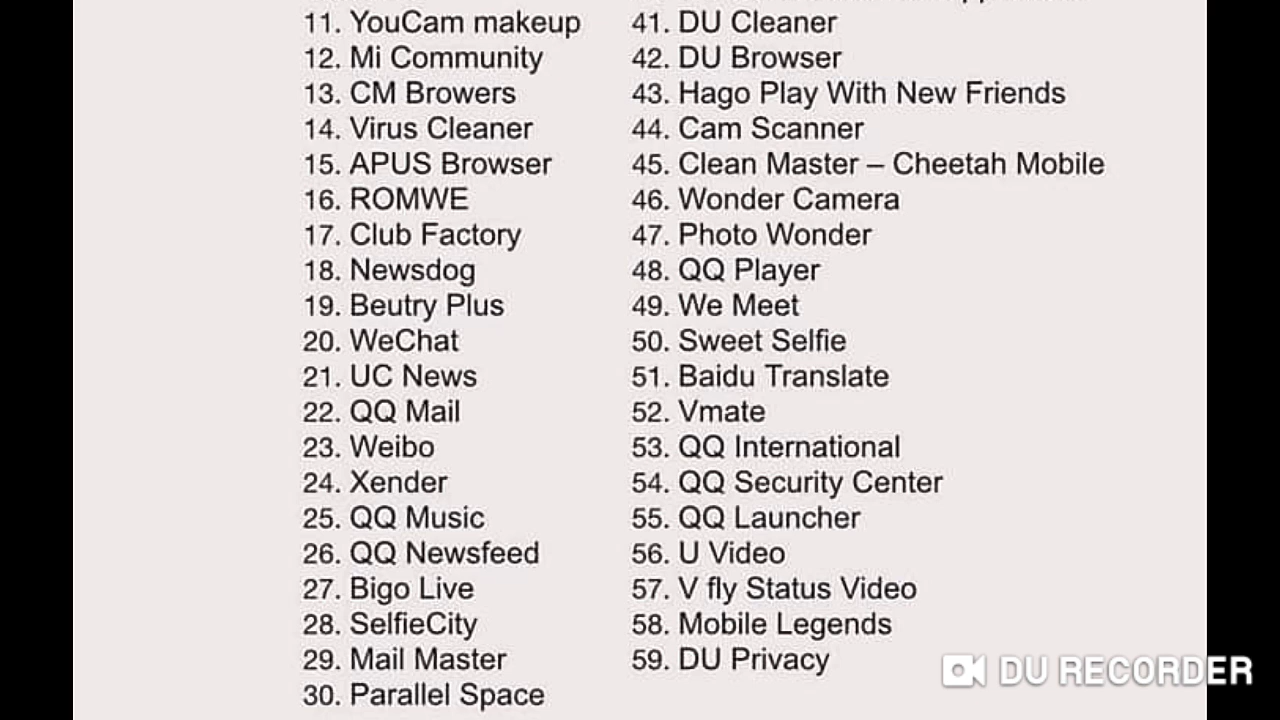 11. YouCam makeup
12. Mi Community
13. CM Browers
14. Virus Cleaner
15. APUS Browser
16. ROMWE
17. Club Factory
18. Newsdog
19. Beutry Plus
20. WeChat
21. UC News
22. QQ Mail
23. Weibo
24. Xender
25. QQ Music
26. QQ Newsfeed
27. Bigo Live
28. SelfieCity
29. Mail Master
30. Parallel Space
41. DU Cleaner
42. DU Browser
43. Hago Play With New Friends
44. Cam Scanner
45. Clean Master – Cheetah Mobile
46. Wonder Camera
47. Photo Wonder
48. QQ Player
49. We Meet
50. Sweet Selfie
51. Baidu Translate
52. Vmate
53. QQ International
54. QQ Security Center
55. QQ Launcher
56. U Video
57. V fly Status Video
58. Mobile Legends
59. DU Privacy
DU RECORDER